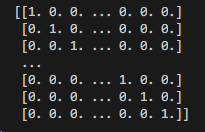 [[1. 0. 0. ... 0. 0. 0.]
[0. 1. 0. ... 0. 0. 0.]
[0. 0. 1. ... 0. 0. 0.]
...
[0. 0. 0. ... 1. 0. 0.]
[0. 0. 0. ... 0. 1. 0.]
[0. 0. 0. ... 0. 0. 1.]]